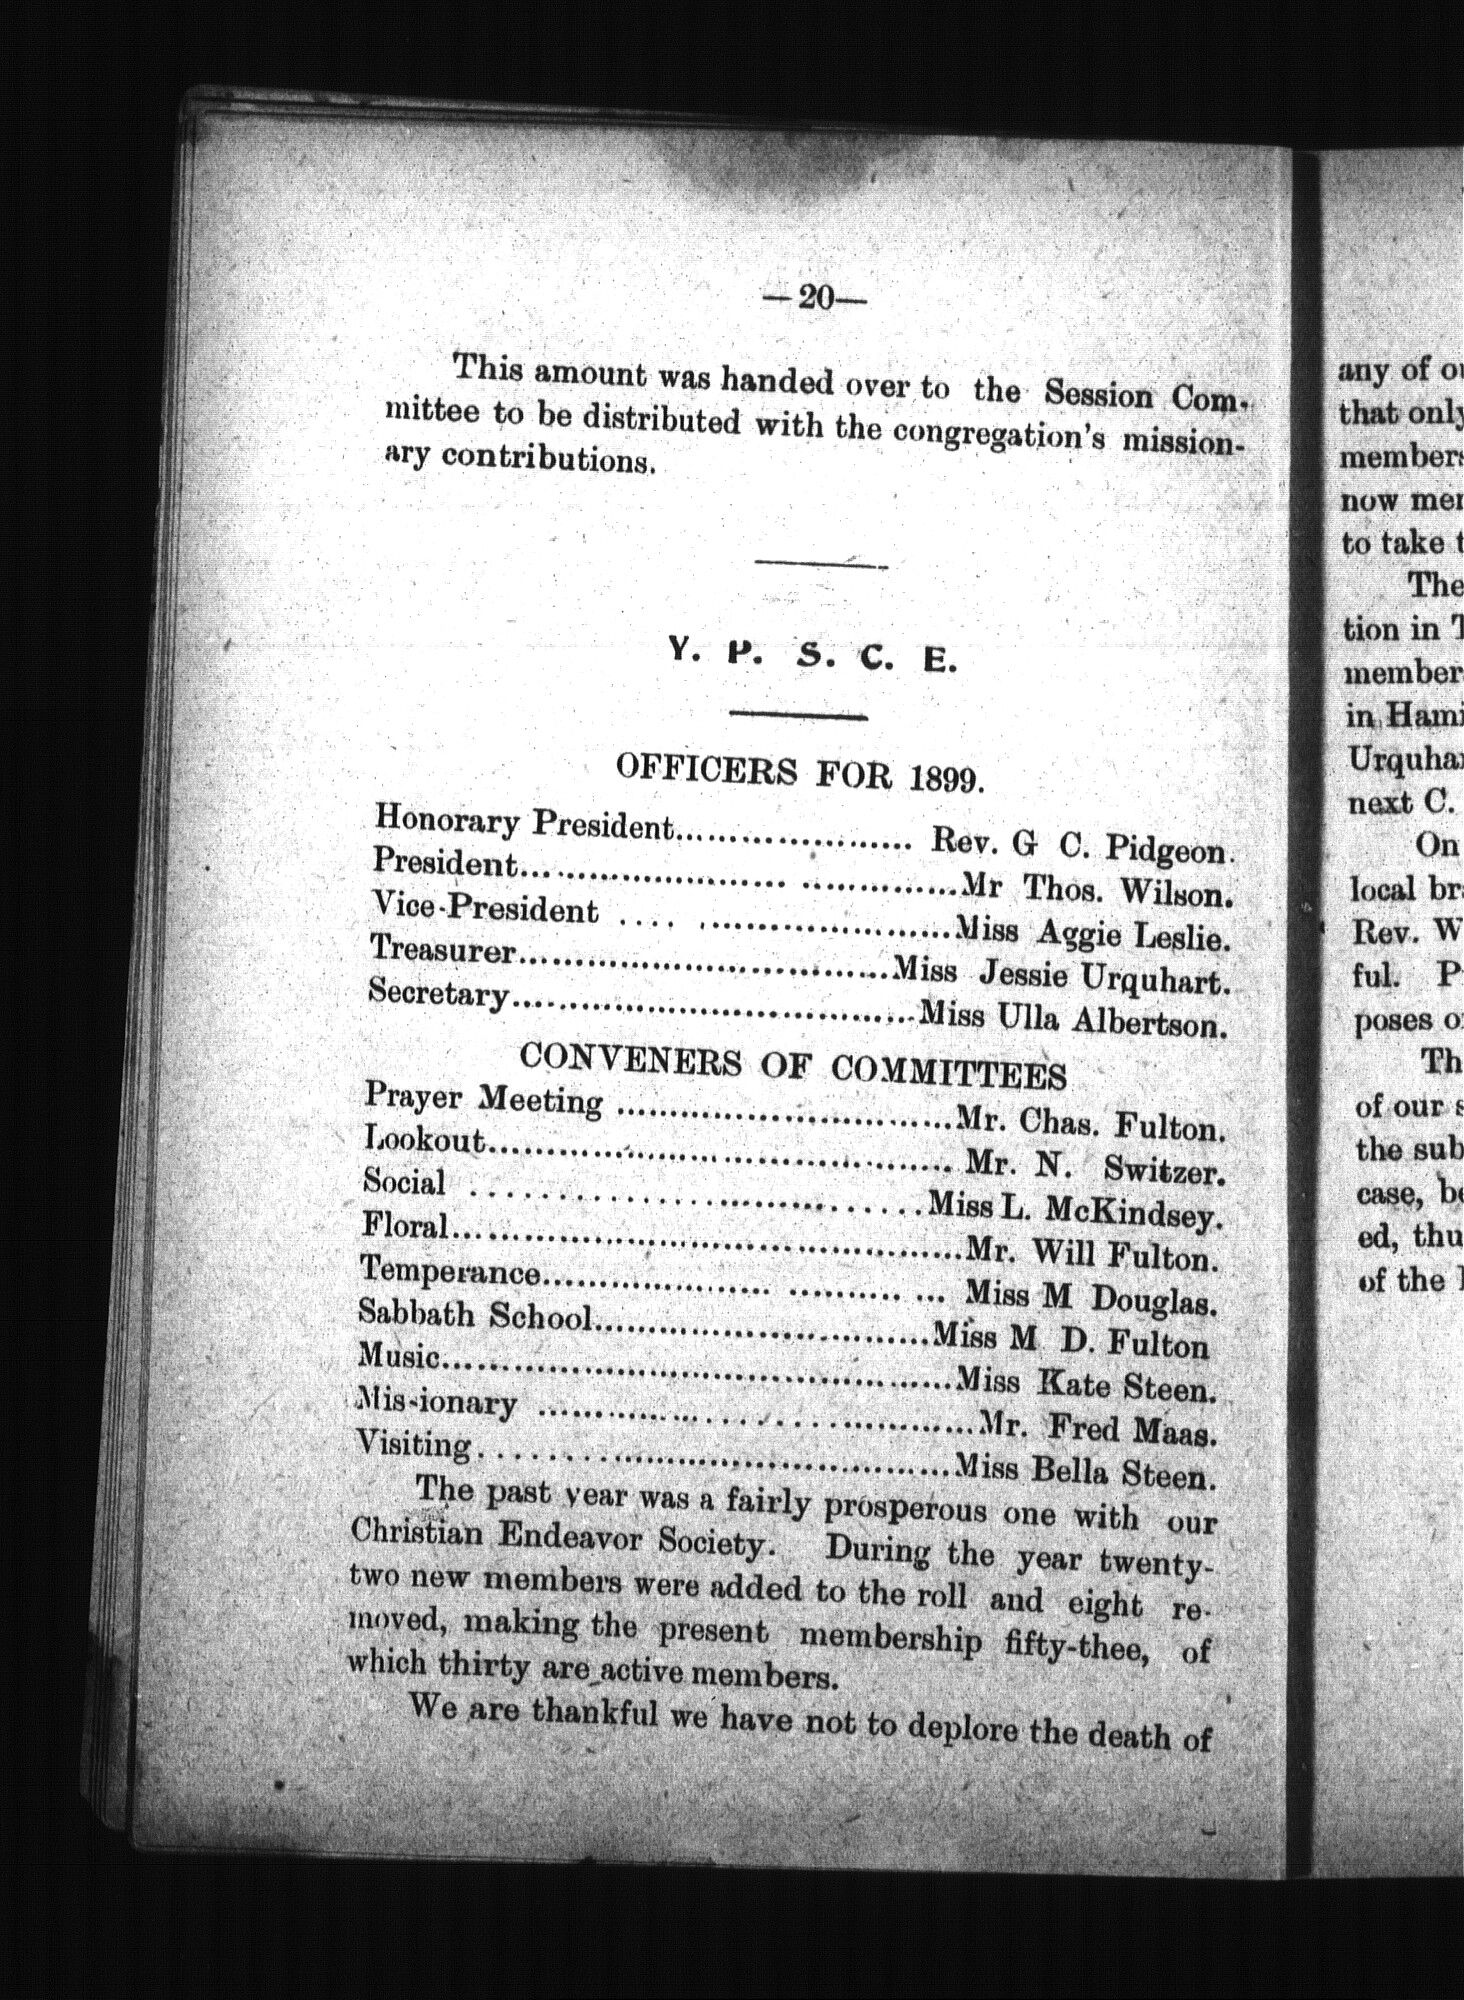 —20—
This amount was handed over to the Session Com-
mittee to be distributed with the congregation's mission-
ary contributions.
Y. P. S. C. E.
OFFICERS FOR 1899.
Honorary President..................... Rev. G C. Pidgeon.
President....................... ..............Mr Thos. Wilson.
Vice-President .... ......................Miss Aggie Leslie.
Treasurer.................................Miss Jessie Urquhart.
Secretary....................................Miss Ulla Albertson.
CONVENERS OF COMMITTEES
Prayer Meeting ..............................Mr. Chas. Fulton.
Lookout......................................... Mr. N. Switzer.
Social ..................................Miss L. McKindsey.
Floral.............................................Mr. Will Fulton.
Temperance.................... .......... ... Miss M Douglas.
Sabbath School..............................Miss M D. Fulton
Music.............................................Miss Kate Steen.
Mis-ionary ....................................Mr. Fred Maas.
Visiting.......................................Miss Bella Steen.
The past year was a fairly prosperous one with our
Christian Endeavor Society. During the year twenty-
two new members were added to the roll and eight re-
moved, making the present membership fifty-thee, of
which thirty are active members.
We are thankful we have not to deplore the death of
any of
that only
members
now
to take
The
tion in
member
in
next C.
On
local
Rev. W
ful.
poses
of our
the
case,
ed,
of the